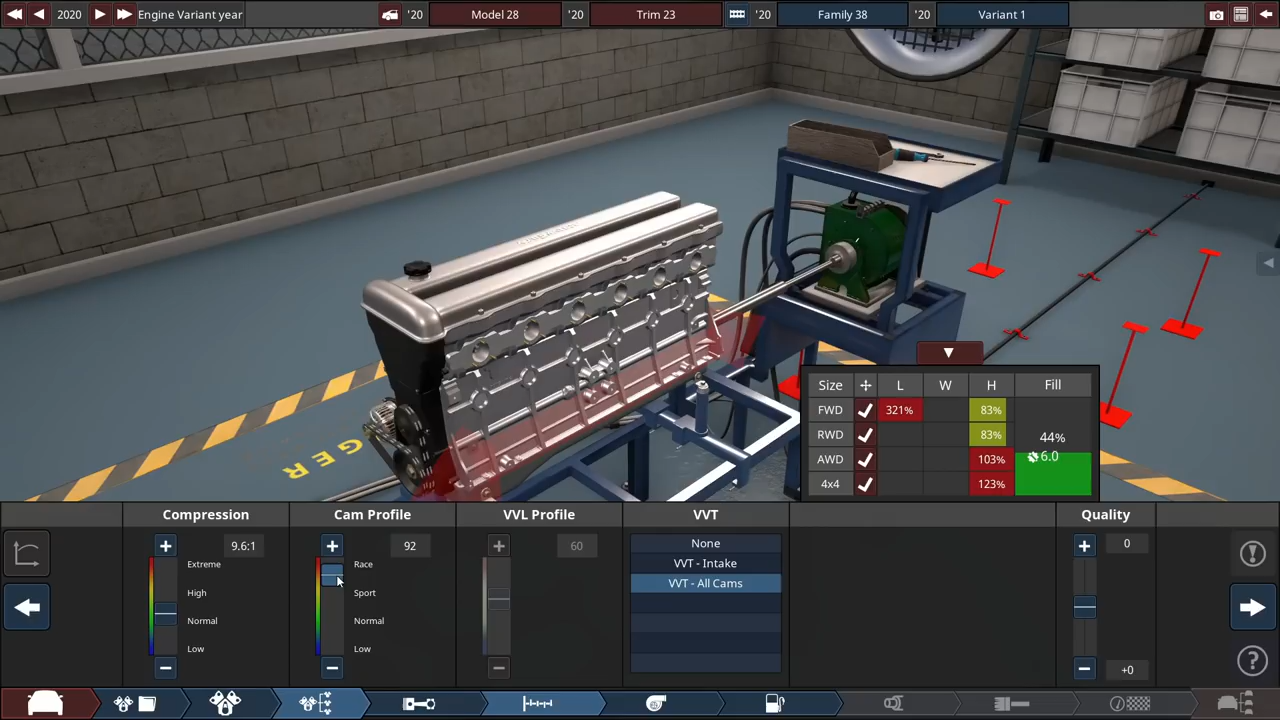 2020 Engine Variant year '20 Model 28 '20 Trim 23 '20 Family 38 '20 Variant 1
GER
Size L W H Fill
FWD 321% 83%
RWD 83%
44%
AWD 103%
6.0
4x4 123%
Compression Cam Profile VVL Profile VVT Quality
9.6:1 92 60 None 0
Extreme Race VVT - Intake
VVT - All Cams
High Sport
Normal Normal
Low Low
+0